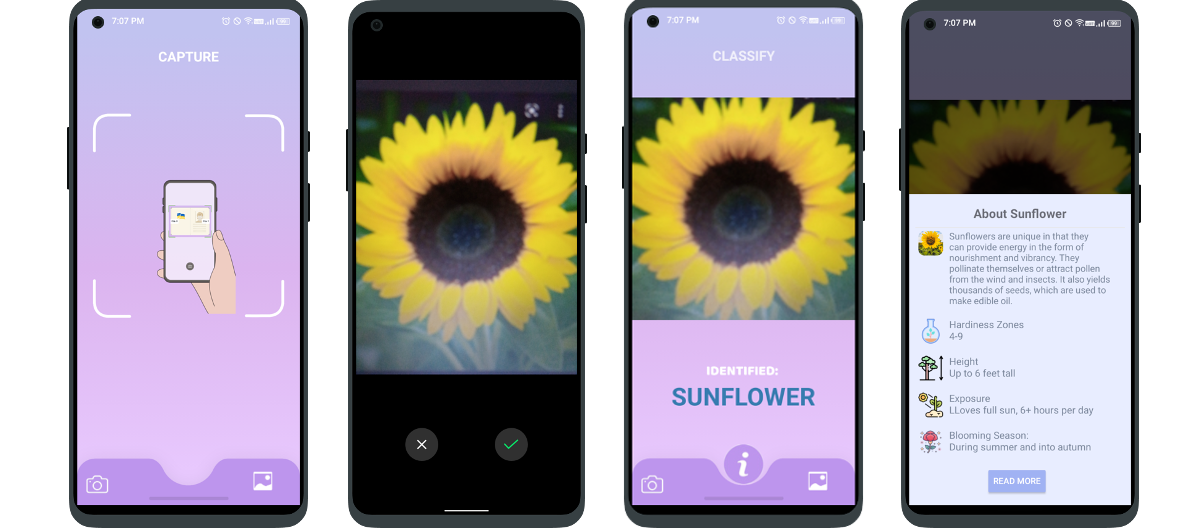 7:07 PM
CAPTURE
7:07 PM
CLASSIFY
IDENTIFIED:
SUNFLOWER
i
7:07 PM
About Sunflower
Sunflowers are unique in that they
can provide energy in the form of
nourishment and vibrancy. They
pollinate themselves or attract pollen
from the wind and insects. It also yields
thousands of seeds, which are used to
make edible oil.
Hardiness Zones
4-9
Height
Up to 6 feet tall
Exposure
LLoves full sun, 6+ hours per day
Blooming Season:
During summer and into autumn
READ MORE